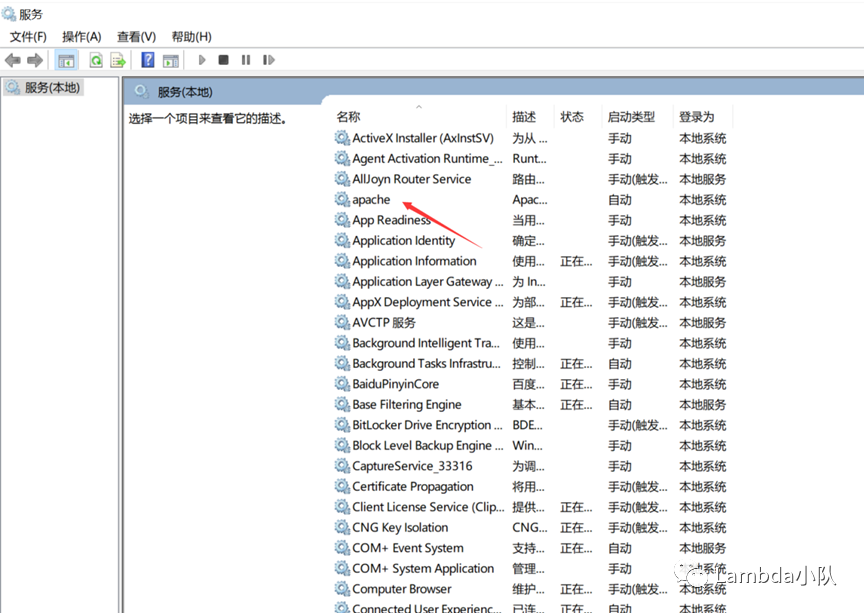 服务
文件(F) 操作(A) 查看(V) 帮助(H)
服务(本地)
服务(本地)
选择一个项目来查看它的描述。
名称 描述 状态 启动类型 登录为
ActiveX Installer (AxInstSV) 为从 ... 手动 本地系统
Agent Activation Runtime_... Runt... 手动 本地系统
AllJoyn Router Service 路由... 手动(触发... 本地服务
apache Apac... 自动 本地系统
App Readiness 当用... 手动 本地系统
Application Identity 确定... 手动(触发... 本地服务
Application Information 使用... 正在... 手动(触发... 本地系统
Application Layer Gateway ... 为 In... 手动 本地服务
AppX Deployment Service ... 为部... 正在... 手动(触发... 本地系统
AVCTP 服务 这是... 手动(触发... 本地服务
Background Intelligent Tra... 使用... 手动 本地系统
Background Tasks Infrastru... 控制... 正在... 自动 本地系统
BaiduPinyinCore 百度... 正在... 手动 本地系统
Base Filtering Engine 基本... 正在... 自动 本地服务
BitLocker Drive Encryption ... BDE... 手动(触发... 本地系统
Block Level Backup Engine ... Win... 手动 本地系统
CaptureService_33316 为调... 手动 本地系统
Certificate Propagation 将用... 手动(触发... 本地系统
Client License Service (Clip... 提供... 正在... 手动(触发... 本地系统
CNG Key Isolation CNG... 正在... 手动(触发... 本地系统
COM+ Event System 支持... 正在... 自动 本地服务
COM+ System Application 管理... 手动 本地系统
Lambda小队
Computer Browser 维护... 正在... 手动(触发... 本地系统
Connected User Experienc... 已连... 正在... 自动 本地系统